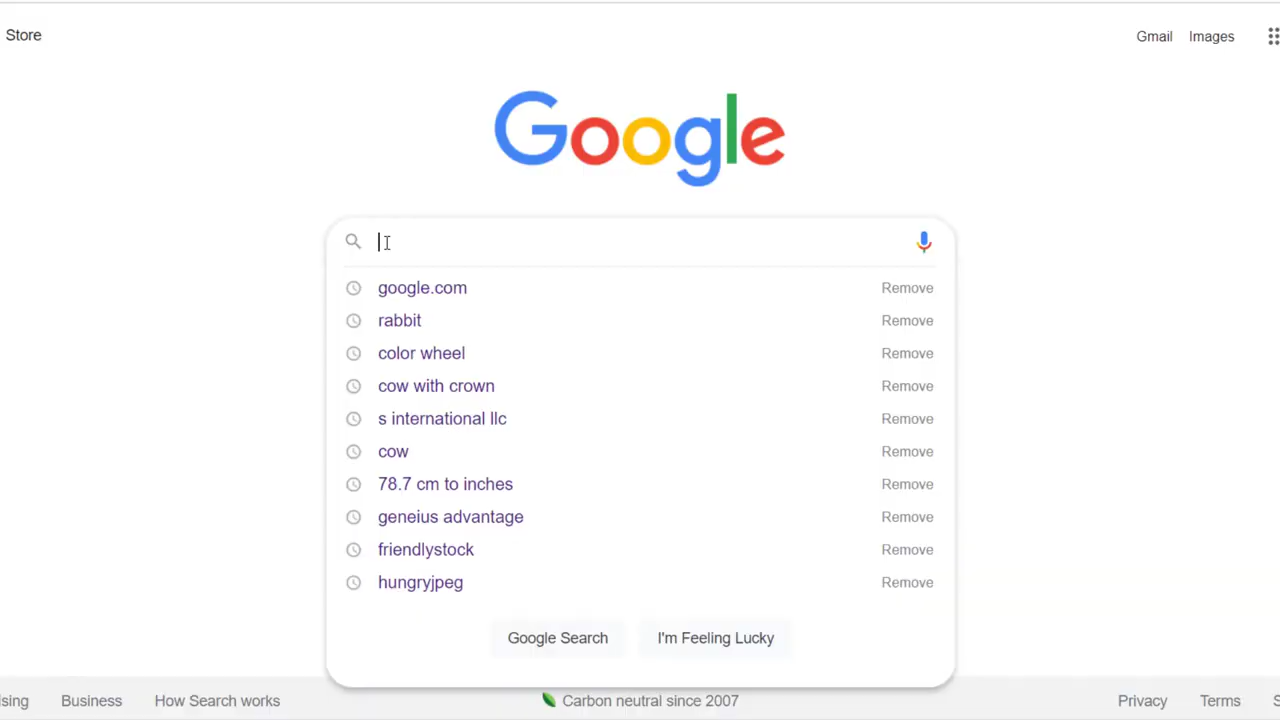 Store
Gmail Images
Google
google.com Remove
rabbit Remove
color wheel Remove
cow with crown Remove
s international llc Remove
cow Remove
78.7 cm to inches Remove
geneius advantage Remove
friendlystock Remove
hungryjpeg Remove
Google Search I'm Feeling Lucky
Business How Search works Carbon neutral since 2007 Privacy Terms